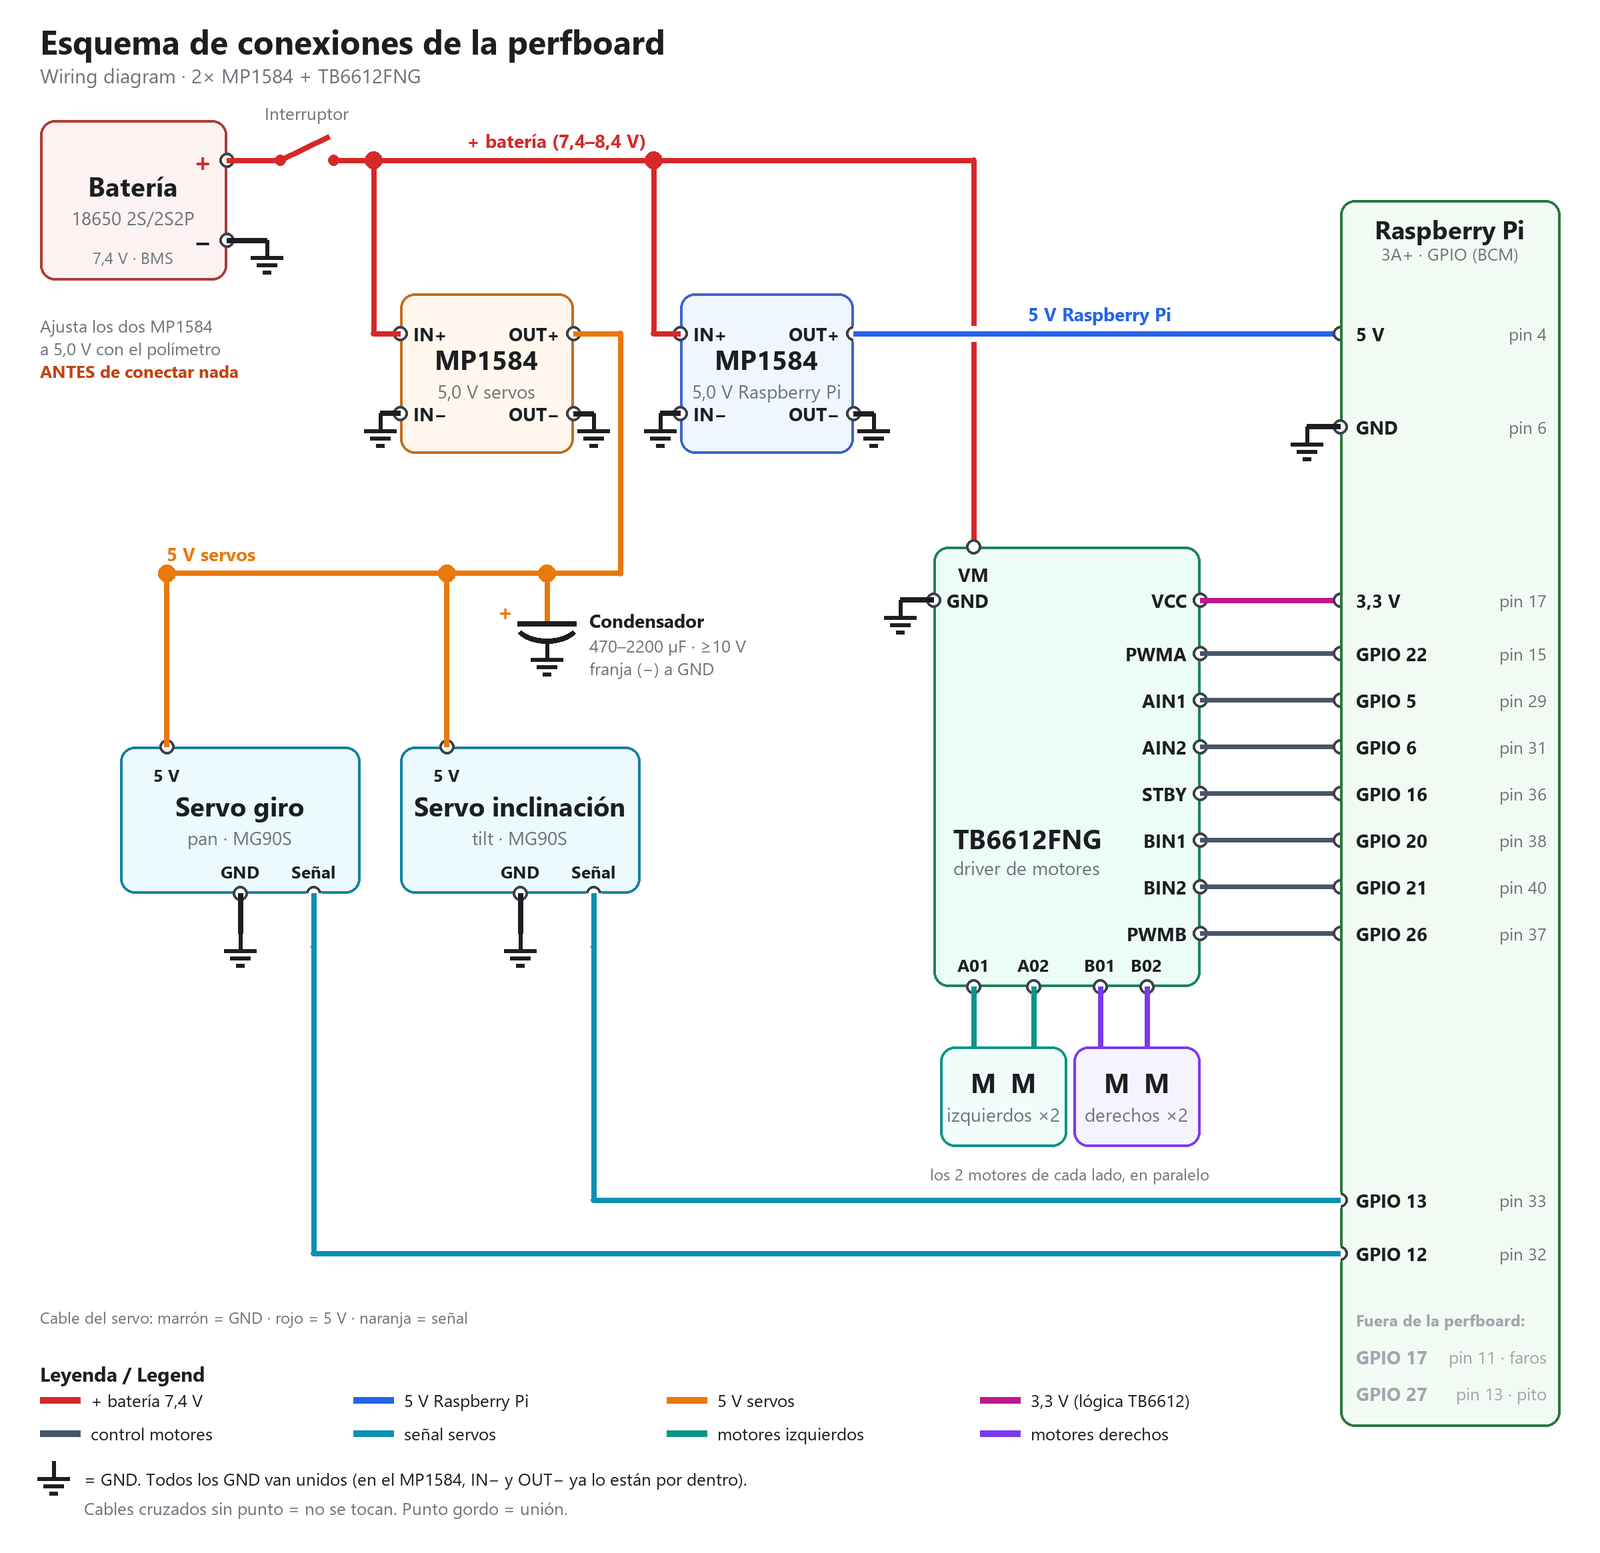 Esquema de conexiones de la perfboard
Wiring diagram · 2× MP1584 + TB6612FNG
Interruptor
+ batería (7,4–8,4 V)
+
Batería
18650 2S/2S2P
–
7,4 V · BMS
Ajusta los dos MP1584
a 5,0 V con el polímetro
ANTES de conectar nada
IN+ OUT+
MP1584
5,0 V servos
IN– OUT–
IN+ OUT+
MP1584
5,0 V Raspberry Pi
IN– OUT–
5 V Raspberry Pi
Raspberry Pi
3A+ · GPIO (BCM)
5 V pin 4
GND pin 6
5 V servos
+
Condensador
470–2200 µF · ≥10 V
franja (–) a GND
VM
GND
VCC
3,3 V pin 17
PWMA
GPIO 22 pin 15
AIN1
GPIO 5 pin 29
AIN2
GPIO 6 pin 31
STBY
GPIO 16 pin 36
BIN1
GPIO 20 pin 38
BIN2
GPIO 21 pin 40
PWMB
GPIO 26 pin 37
TB6612FNG
driver de motores
A01 A02 B01 B02
5 V
Servo giro
pan · MG90S
GND Señal
5 V
Servo inclinación
tilt · MG90S
GND Señal
M M
izquierdos ×2
M M
derechos ×2
los 2 motores de cada lado, en paralelo
GPIO 13 pin 33
GPIO 12 pin 32
Fuera de la perfboard:
GPIO 17 pin 11 · faros
GPIO 27 pin 13 · pito
Cable del servo: marrón = GND · rojo = 5 V · naranja = señal
Leyenda / Legend
+ batería 7,4 V
5 V Raspberry Pi
5 V servos
3,3 V (lógica TB6612)
control motores
señal servos
motores izquierdos
motores derechos
= GND. Todos los GND van unidos (en el MP1584, IN– y OUT– ya lo están por dentro).
Cables cruzados sin punto = no se tocan. Punto gordo = unión.